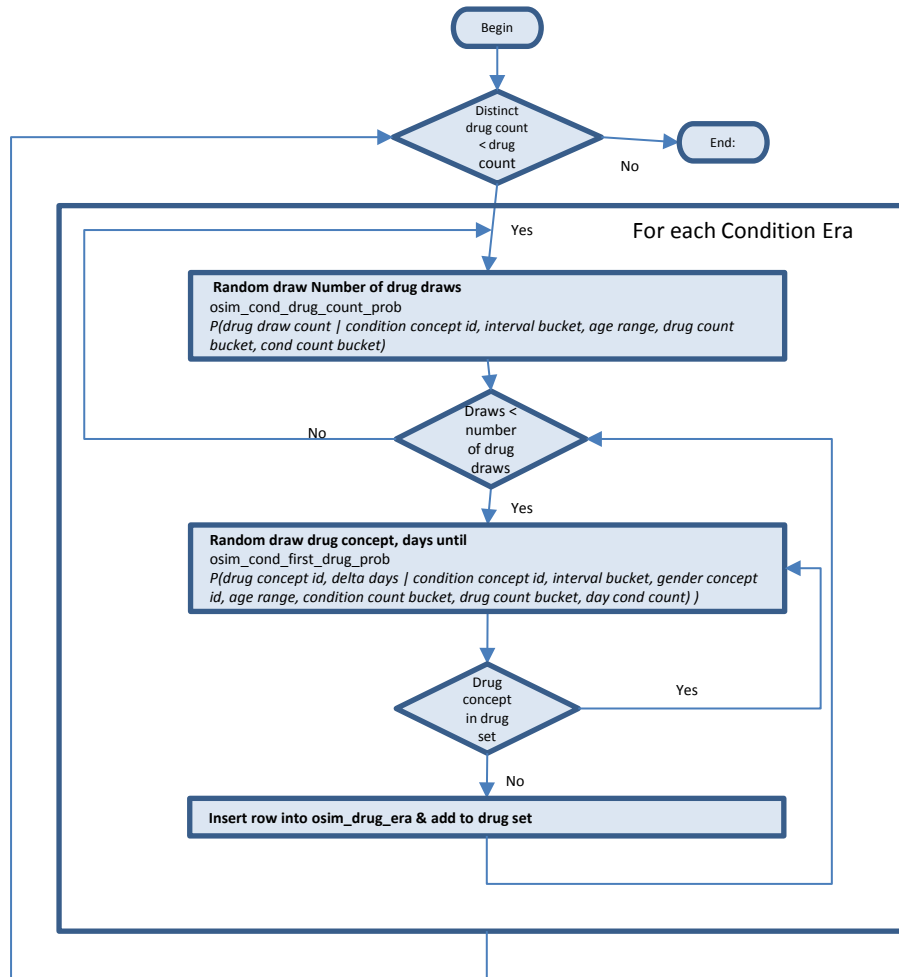 Begin
Distinct
drug count
< drug
count
End:
No
Yes
For each Condition Era
Random draw Number of drug draws
osim_cond_drug_count_prob
P(drug draw count | condition concept id, interval bucket, age range, drug count
bucket, cond count bucket)
Draws <
number
of drug
draws
No
Yes
Random draw drug concept, days until
osim_cond_first_drug_prob
P(drug concept id, delta days | condition concept id, interval bucket, gender concept
id, age range, condition count bucket, drug count bucket, day cond count) )
Drug
concept
in drug
set
Yes
No
Insert row into osim_drug_era & add to drug set